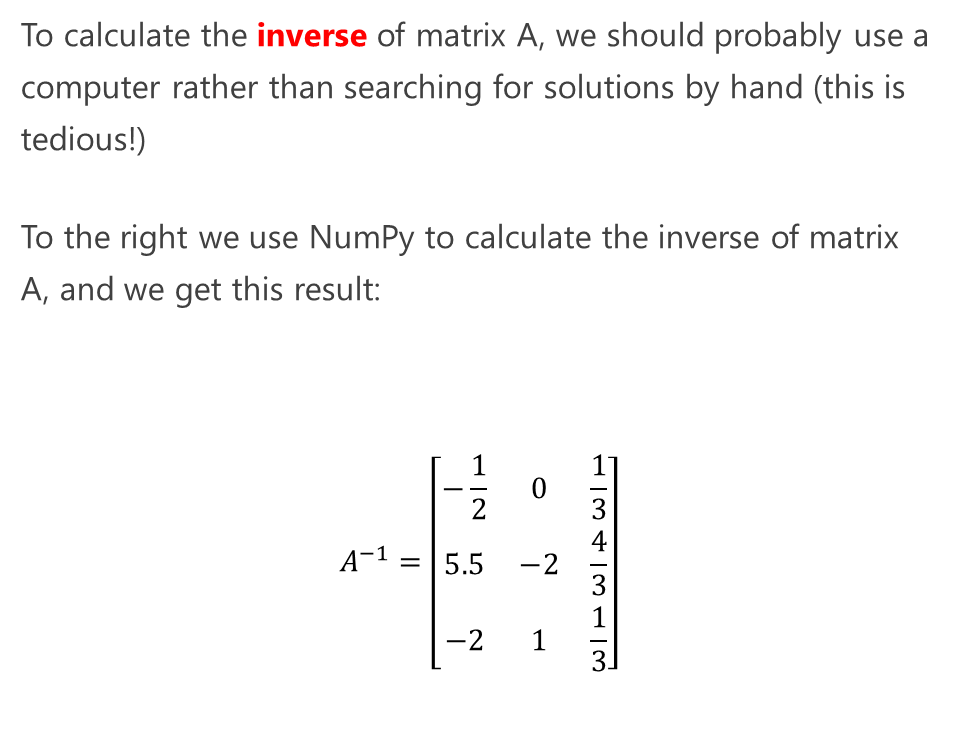 To calculate the inverse of matrix A, we should probably use a
computer rather than searching for solutions by hand (this is
tedious!)
To the right we use NumPy to calculate the inverse of matrix
A, and we get this result:
A⁻¹ = [ −1/2 0 1/3
5.5 −2 4/3
−2 1 1/3 ]